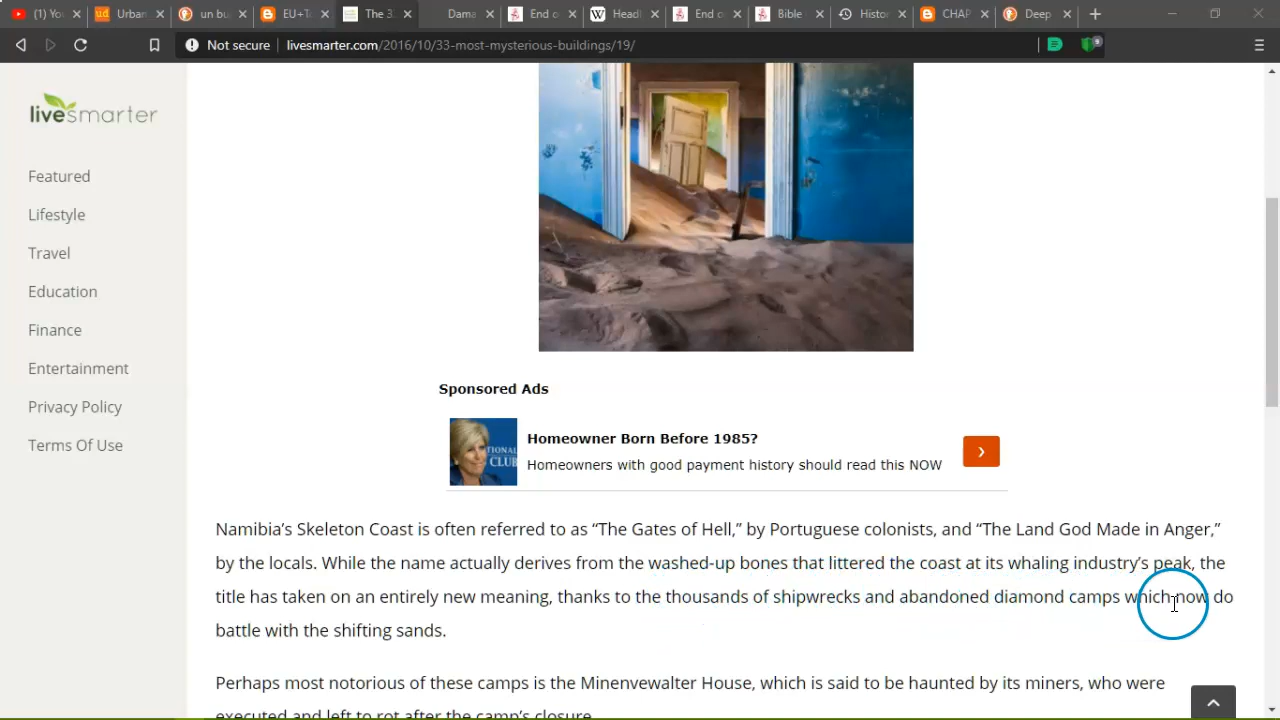 (1) Yo
Urban
un bu
EU+To
The 3
Dama
End o
Headl
End o
Bible
Histor
CHAP
Deep
Not secure
livesmarter.com/2016/10/33-most-mysterious-buildings/19/
9
livesmarter
Featured
Lifestyle
Travel
Education
Finance
Entertainment
Privacy Policy
Terms Of Use
Sponsored Ads
TIONAL
CLUB
Homeowner Born Before 1985?
Homeowners with good payment history should read this NOW
Namibia’s Skeleton Coast is often referred to as “The Gates of Hell,” by Portuguese colonists, and “The Land God Made in Anger,”
by the locals. While the name actually derives from the washed-up bones that littered the coast at its whaling industry’s peak, the
title has taken on an entirely new meaning, thanks to the thousands of shipwrecks and abandoned diamond camps which now do
battle with the shifting sands.
Perhaps most notorious of these camps is the Minenvewalter House, which is said to be haunted by its miners, who were
executed and left to rot after the camp’s closure.